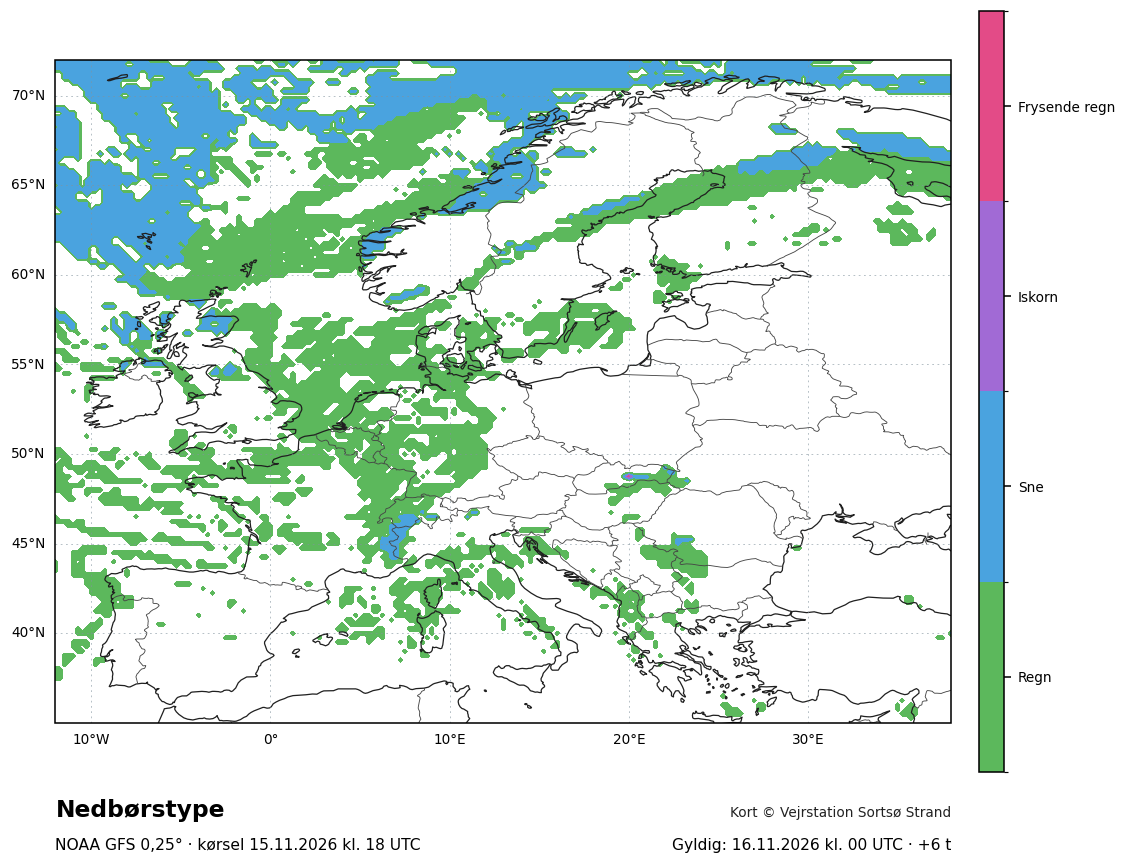 Frysende regn
Iskorn
Sne
Regn
70°N
65°N
60°N
55°N
50°N
45°N
40°N
10°W
0°
10°E
20°E
30°E
Nedbørstype
Kort © Vejrstation Sortsø Strand
NOAA GFS 0,25° · kørsel 15.11.2026 kl. 18 UTC
Gyldig: 16.11.2026 kl. 00 UTC · +6 t